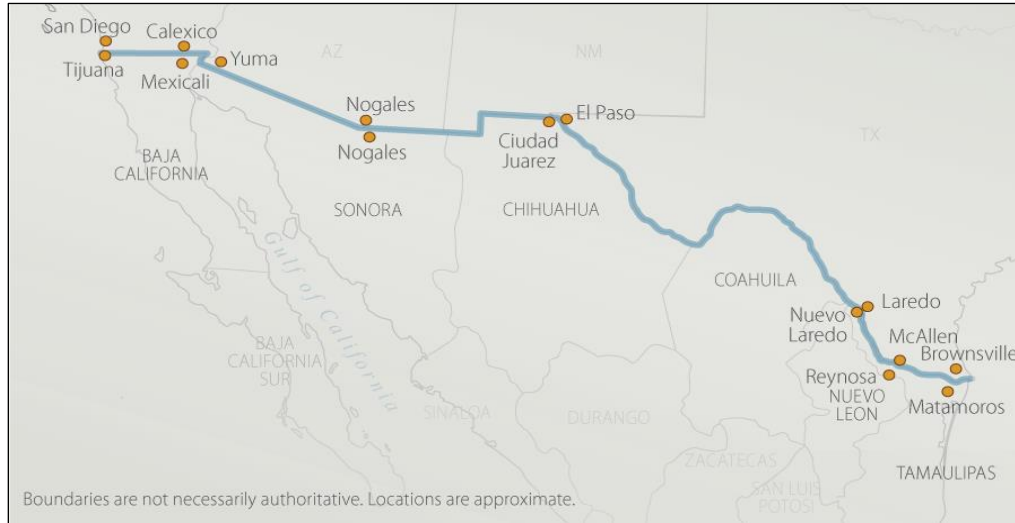 San Diego
Tijuana
Calexico
Mexicali
Yuma
AZ
NM
TX
Nogales
Nogales
El Paso
Ciudad
Juarez
BAJA
CALIFORNIA
SONORA
CHIHUAHUA
COAHUILA
Gulf of California
BAJA
CALIFORNIA
SUR
SINALOA
DURANGO
ZACATECAS
SAN LUIS
POTOSI
Nuevo
Laredo
Laredo
McAllen
Brownsville
Reynosa
NUEVO
LEON
Matamoros
TAMAULIPAS
Boundaries are not necessarily authoritative. Locations are approximate.